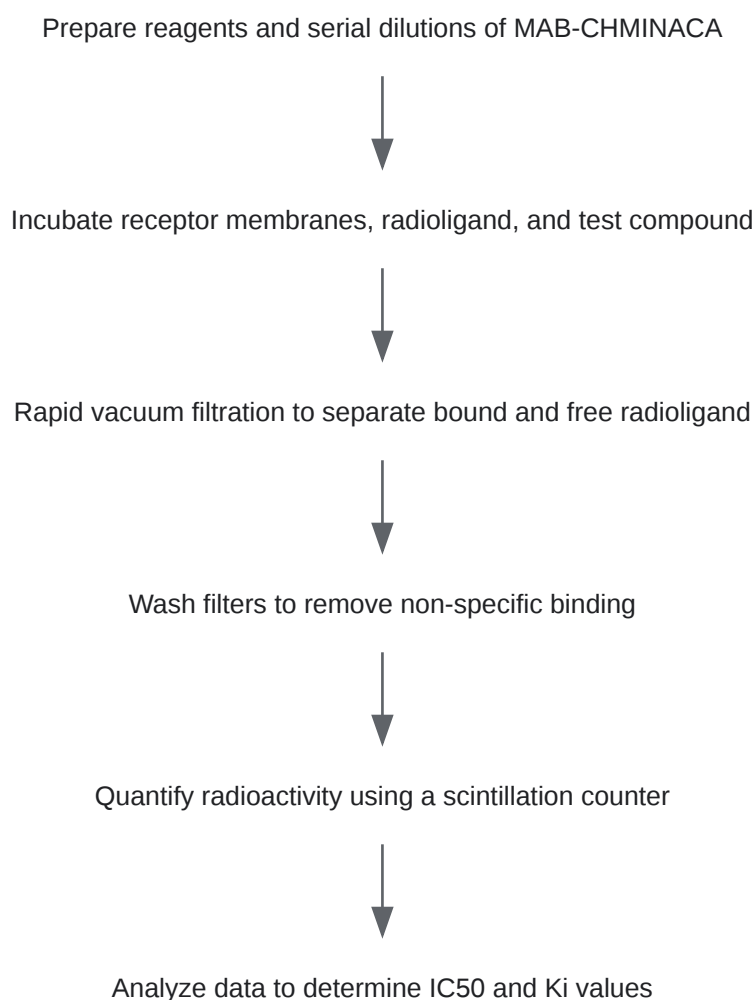 Prepare reagents and serial dilutions of MAB-CHMINACA
Incubate receptor membranes, radioligand, and test compound
Rapid vacuum filtration to separate bound and free radioligand
Wash filters to remove non-specific binding
Quantify radioactivity using a scintillation counter
Analyze data to determine IC50 and Ki values